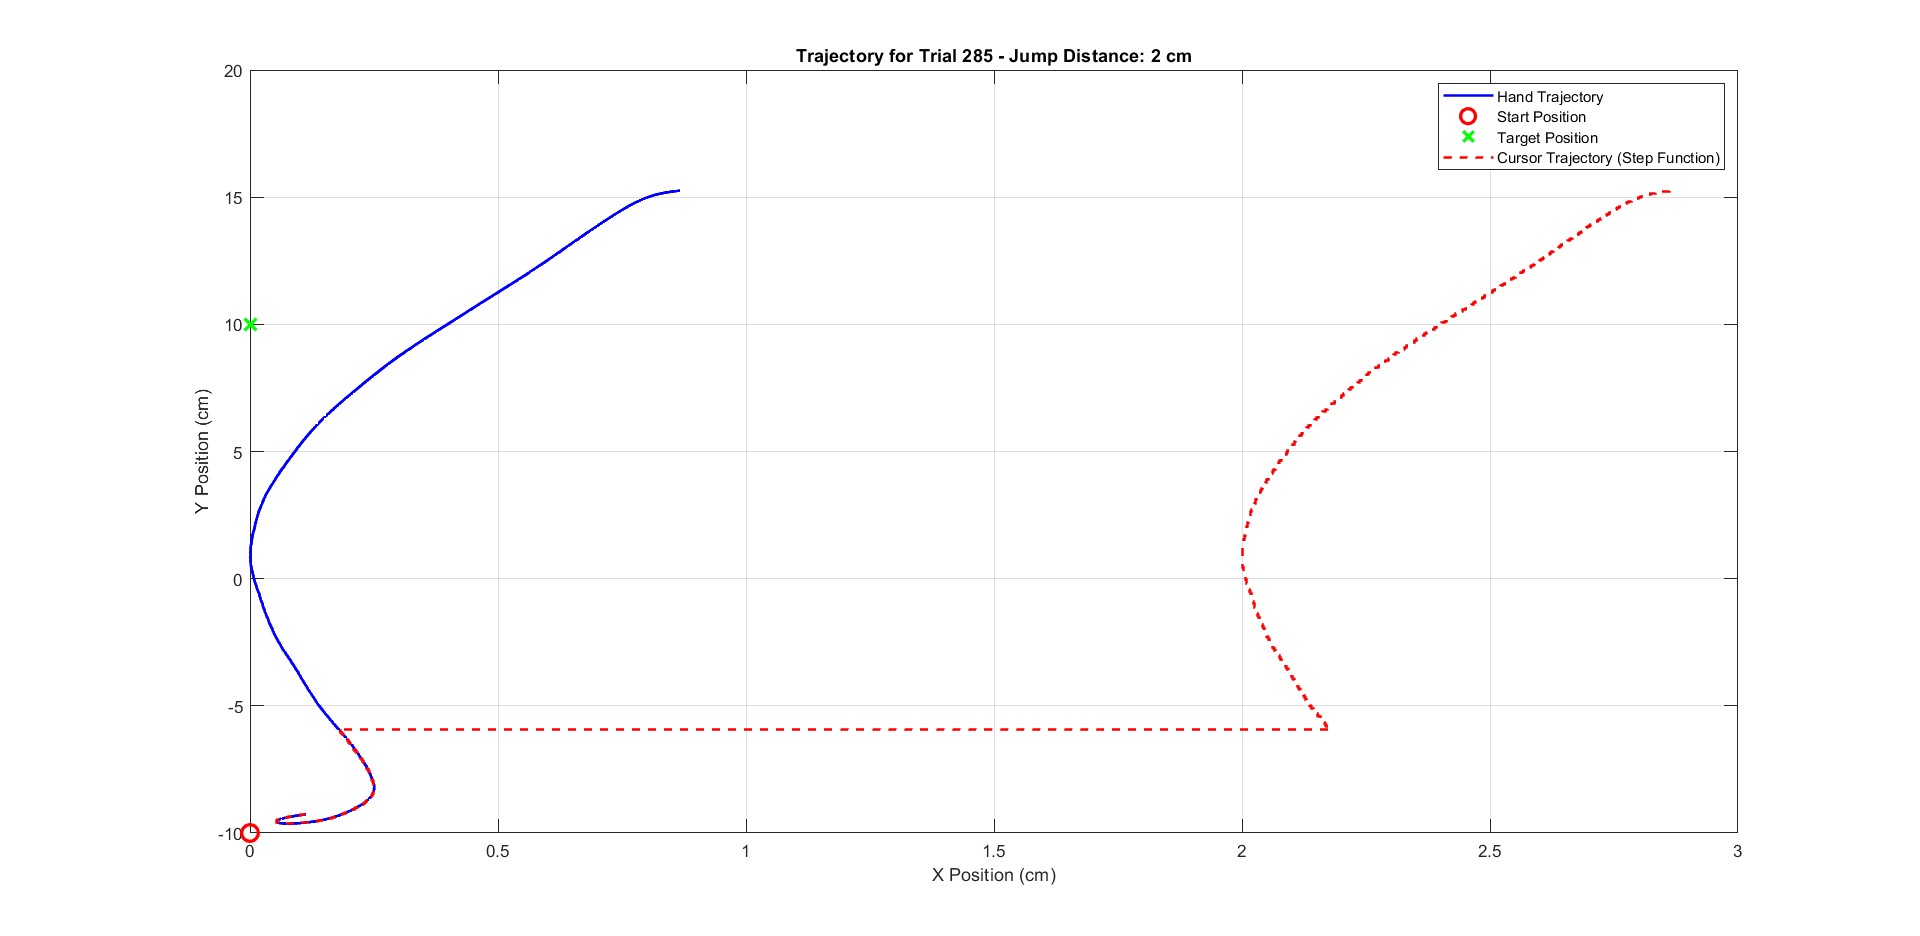 Trajectory for Trial 285 - Jump Distance: 2 cm
Hand Trajectory
Start Position
Target Position
Cursor Trajectory (Step Function)
Y Position (cm)
20
15
10
5
0
-5
-10
0 0.5 1 1.5 2 2.5 3
X Position (cm)